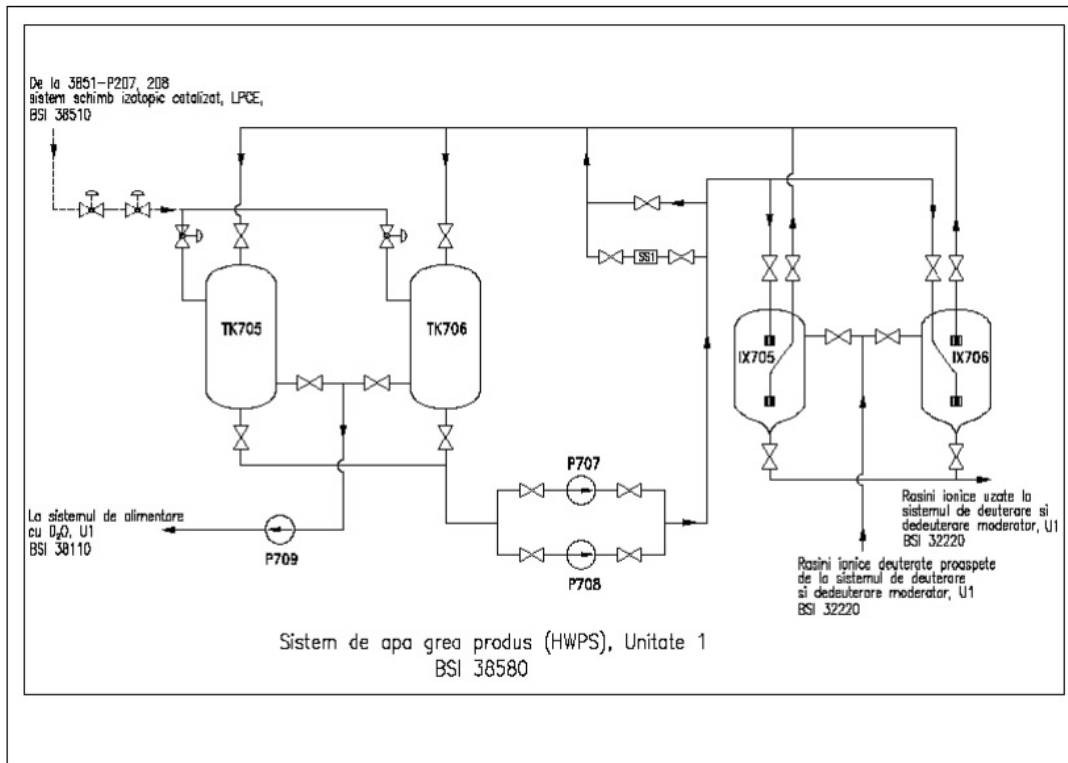 De la 3851-P207, 208
sistem schimb izotopic catalizat, LPCE,
BSI 38510
SS1
TK705
TK706
IX705
IX706
P707
P708
La sistemul de alimentare
cu D₂O, U1
BSI 38110
P709
Rasini ionice uzate la
sistemul de deuterare si
dedeuterare moderator, U1
BSI 32220
Rasini ionice deuterate proaspete
de la sistemul de deuterare
si dedeuterare moderator, U1
BSI 32220
Sistem de apa grea produs (HWPS), Unitate 1
BSI 38580